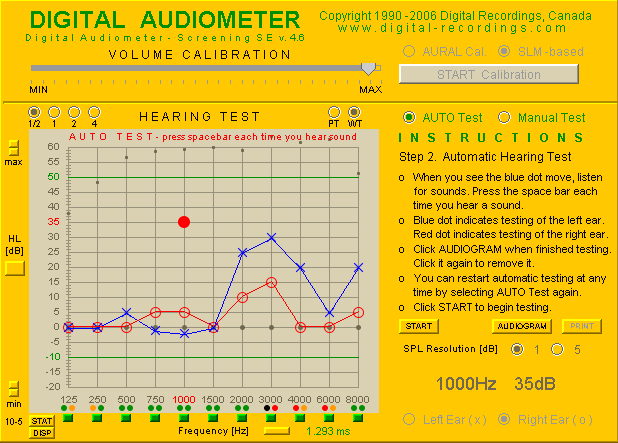 DIGITAL AUDIOMETER
Digital Audiometer - Screening SE v.4.6
Copyright 1990 -2006 Digital Recordings, Canada
www.digital-recordings.com
VOLUME CALIBRATION
MIN
MAX
AURAL Cal.
SLM -based
START Calibration
1/2 1 2 4
HEARING TEST
PT WT
AUTO TEST - press spacebar each time you hear sound
max
HL
[dB]
min
10-5
60
55
50
45
40
35
30
25
20
15
10
5
0
-5
-10
-15
-20
125 250 500 750 1000 1500 2000 3000 4000 6000 8000
STAT
DISP
Frequency [Hz]
1.293 ms
AUTO Test
Manual Test
INSTRUCTIONS
Step 2. Automatic Hearing Test
o When you see the blue dot move, listen
for sounds. Press the space bar each
time you hear a sound.
o Blue dot indicates testing of the left ear.
Red dot indicates testing of the right ear.
o Click AUDIOGRAM when finished testing.
Click it again to remove it.
o You can restart automatic testing at any
time by selecting AUTO Test again.
o Click START to begin testing.
START
AUDIOGRAM
PRINT
SPL Resolution [dB]
1
5
1000Hz 35dB
Left Ear ( x )
Right Ear ( o )